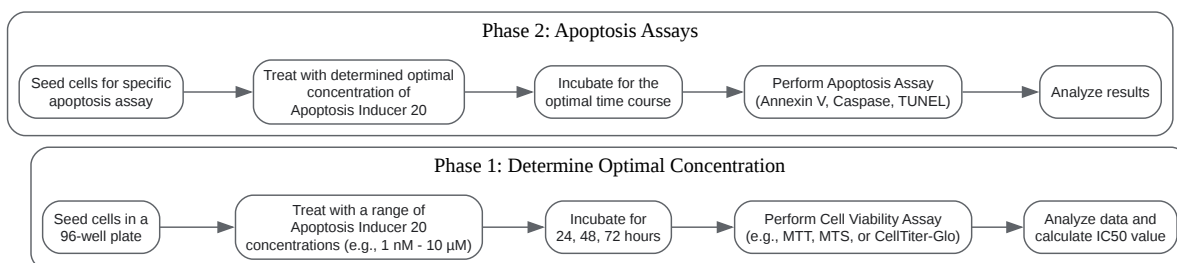 Phase 2: Apoptosis Assays
Seed cells for specific
apoptosis assay
Treat with determined optimal
concentration of
Apoptosis Inducer 20
Incubate for the
optimal time course
Perform Apoptosis Assay
(Annexin V, Caspase, TUNEL)
Analyze results
Phase 1: Determine Optimal Concentration
Seed cells in a
96-well plate
Treat with a range of
Apoptosis Inducer 20
concentrations (e.g., 1 nM - 10 µM)
Incubate for
24, 48, 72 hours
Perform Cell Viability Assay
(e.g., MTT, MTS, or CellTiter-Glo)
Analyze data and
calculate IC50 value